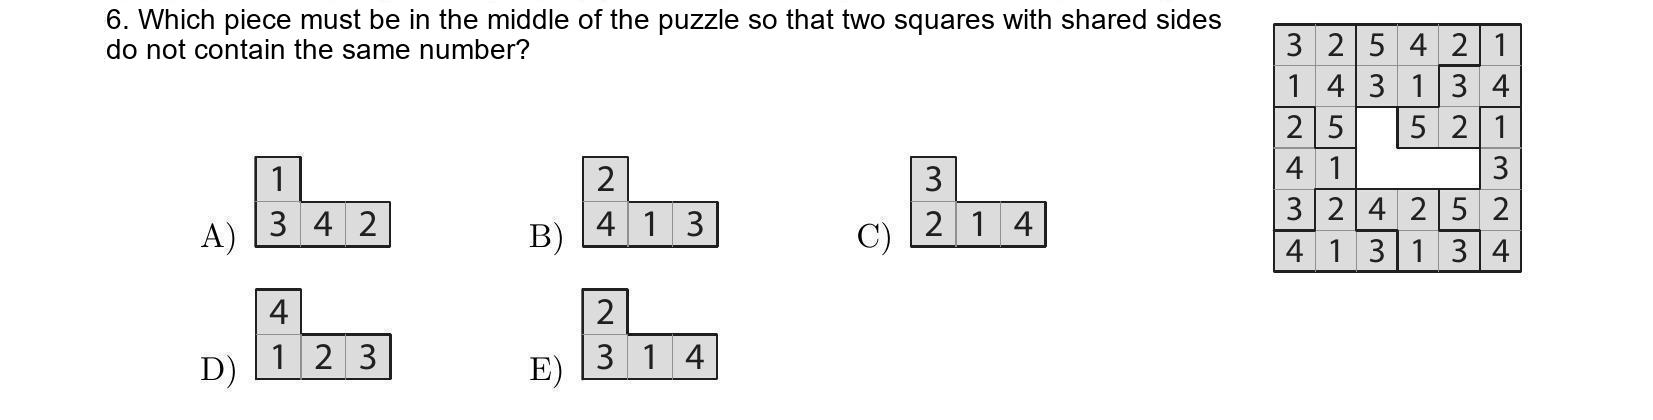 6. Which piece must be in the middle of the puzzle so that two squares with shared sides
do not contain the same number?
3 2 5 4 2 1
1 4 3 1 3 4
2 5 5 2 1
4 1 3
3 2 4 2 5 2
4 1 3 1 3 4
A)
1
3 4 2
B)
2
4 1 3
C)
3
2 1 4
D)
4
1 2 3
E)
2
3 1 4